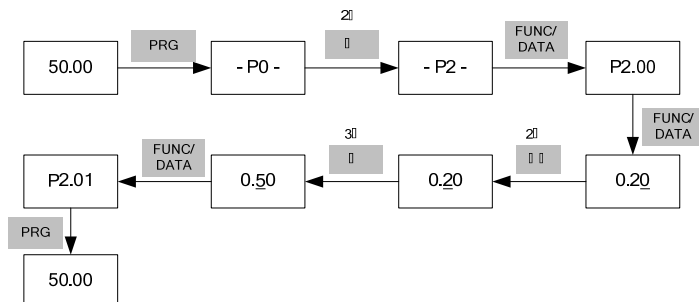 2
50.00
PRG
- P0 -
- P2 -
FUNC/
DATA
P2.00
FUNC/
DATA
0.20
2
0.20
3
0.50
FUNC/
DATA
P2.01
PRG
50.00